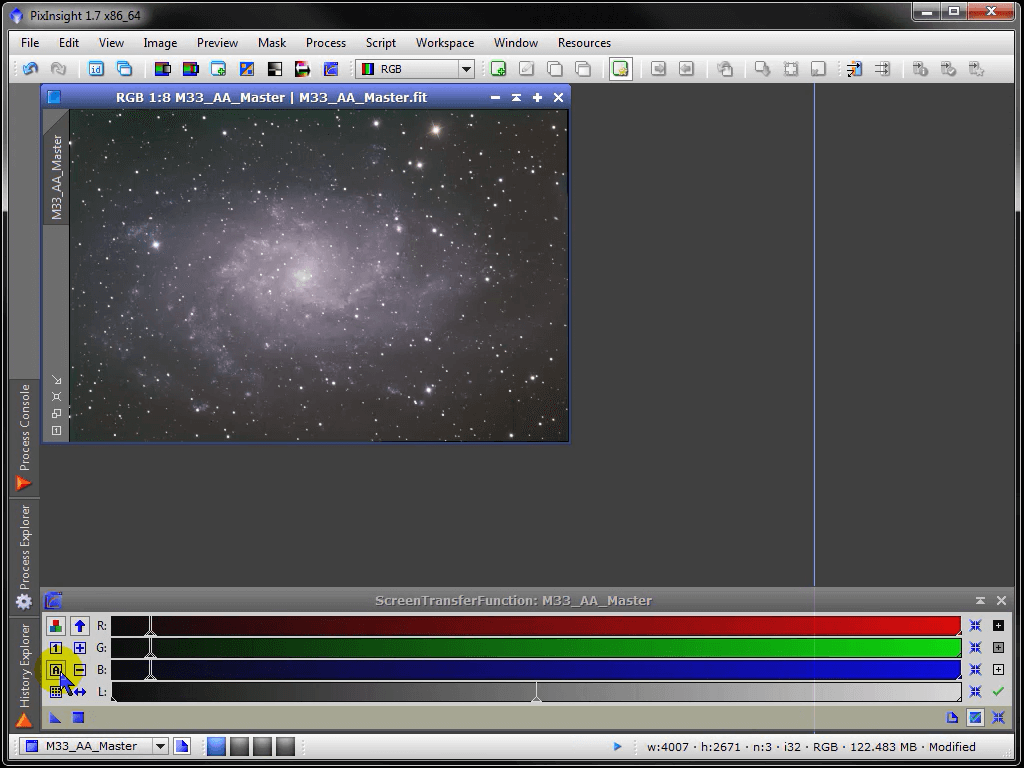 PixInsight 1.7 x86_64
File Edit View Image Preview Mask Process Script Workspace Window Resources
id RGB
RGB 1:8 M33_AA_Master | M33_AA_Master.fit
M33_AA_Master
Process Console
Process Explorer
History Explorer
ScreenTransferFunction: M33_AA_Master
R:
1 G:
A B:
L:
M33_AA_Master w:4007 · h:2671 · n:3 · i32 · RGB · 122.483 MB · Modified